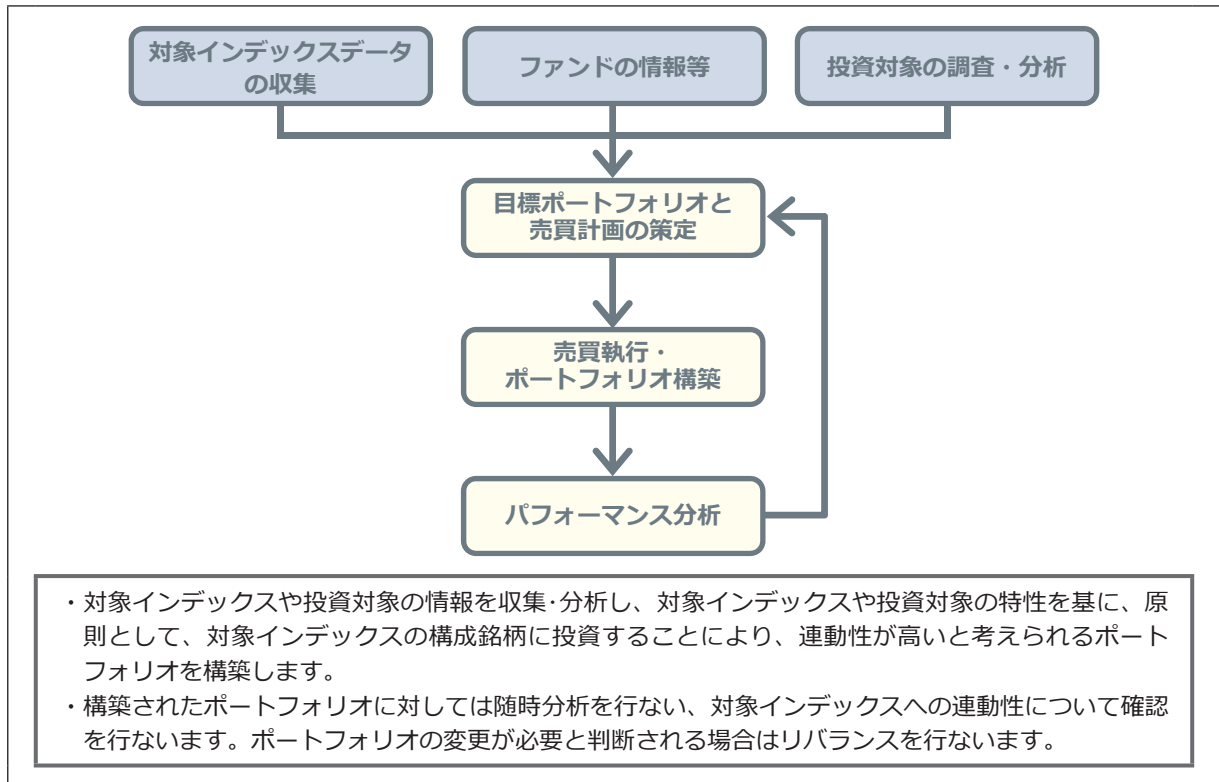 対象インデックスデータ
の収集
ファンドの情報等
投資対象の調査・分析
目標ポートフォリオと
売買計画の策定
売買執行・
ポートフォリオ構築
パフォーマンス分析
・対象インデックスや投資対象の情報を収集・分析し、対象インデックスや投資対象の特性を基に、原
則として、対象インデックスの構成銘柄に投資することにより、連動性が高いと考えられるポート
フォリオを構築します。
・構築されたポートフォリオに対しては随時分析を行ない、対象インデックスへの連動性について確認
を行ないます。ポートフォリオの変更が必要と判断される場合はリバランスを行ないます。